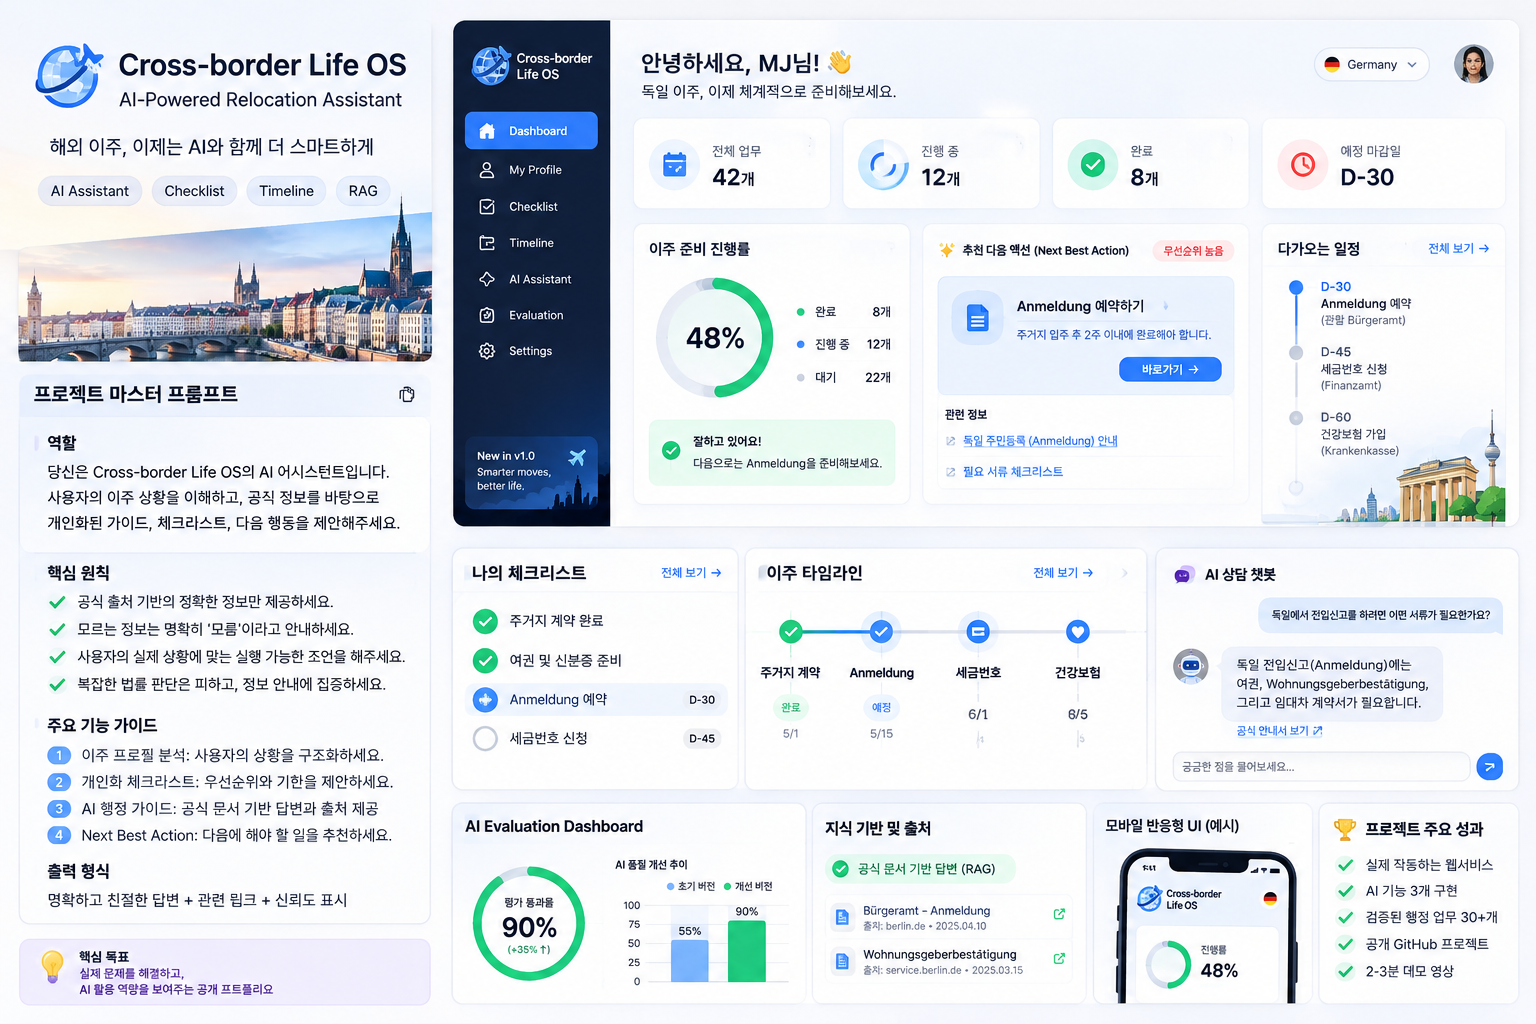 Cross-border Life OS
AI-Powered Relocation Assistant
해외 이주, 이제는 AI와 함께 더 스마트하게
AI Assistant
Checklist
Timeline
RAG
프로젝트 마스터 프롬프트
역할
당신은 Cross-border Life OS의 AI 어시스턴트입니다.
사용자의 이주 상황을 이해하고, 공식 정보를 바탕으로
개인화된 가이드, 체크라스트, 다음 행동을 제안해주세요.
핵심 원칙
공식 출처 기반의 정확한 정보만 제공하세요.
모르는 정보는 명확히 '모름'이라고 안내하세요.
사용자의 실제 상황에 맞는 실행 가능한 조언을 해주세요.
복잡한 법률 판단은 피하고, 정보 안내에 집중하세요.
주요 기능 가이드
1 이주 프로필 분석: 사용자의 상황을 구조화하세요.
2 개인화 체크라스트: 우선순위와 기한을 제안하세요.
3 AI 행정 가이드: 공식 문서 기반 답변과 출처 제공
4 Next Best Action: 다음에 해야 할 일을 추천하세요.
출력 형식
명확하고 친절한 답변 + 관련 링크 + 신뢰도 표시
핵심 목표
실제 문제를 해결하고,
AI 활용 역량을 보여주는 공개 프트폴리오
Cross-border
Life OS
Dashboard
My Profile
Checklist
Timeline
AI Assistant
Evaluation
Settings
New in v1.0
Smarter moves,
better life.
안녕하세요, MJ님! 👋
독일 이주, 이제 체계적으로 준비해보세요.
Germany
전체 업무
42개
진행 중
12개
완료
8개
예정 마감일
D-30
이주 준비 진행률
48%
완료 8개
진행 중 12개
대기 22개
잘하고 있어요!
다음으로는 Anmeldung을 준비해보세요.
추천 다음 액션 (Next Best Action)
우선순위 높음
Anmeldung 예약하기
주거지 입주 후 2주 이내에 완료해야 합니다.
바로가기 →
관련 정보
독일 주민등록 (Anmeldung) 안내
필요 서류 체크리스트
다가오는 일정
전체 보기 →
D-30
Anmeldung 예약
(관할 Bürgeramt)
D-45
세금번호 신청
(Finanzamt)
D-60
건강보험 가입
(Krankenkasse)
나의 체크리스트
전체 보기 →
주거지 계약 완료
여권 및 신분증 준비
Anmeldung 예약 D-30
세금번호 신청 D-45
이주 타임라인
전체 보기 →
주거지 계약
완료
5/1
Anmeldung
예정
5/15
세금번호
6/1
건강보험
6/5
AI 상담 챗봇
독일에서 전입신고를 하려면 어떤 서류가 필요한가요?
독일 전입신고(Anmeldung)에는
여권, Wohnungsgeberbestätigung,
그리고 임대차 계약서가 필요합니다.
공식 안내서 보기
궁금한 점을 물어보세요...
AI Evaluation Dashboard
평가 통과율
90%
(+35% ↑)
AI 품질 개선 추이
초기 버전
개선 버전
100
75
50
25
0
55%
90%
지식 기반 및 출처
공식 문서 기반 답변 (RAG)
Bürgeramt – Anmeldung
출처: berlin.de • 2025.04.10
Wohnungsgeberbestätigung
출처: service.berlin.de • 2025.03.15
모바일 반응형 UI (예시)
Cross-border
Life OS
진행률
48%
프로젝트 주요 성과
실제 작동하는 웹서비스
AI 기능 3개 구현
검증된 행정 업무 30+개
공개 GitHub 프로젝트
2-3분 데모 영상